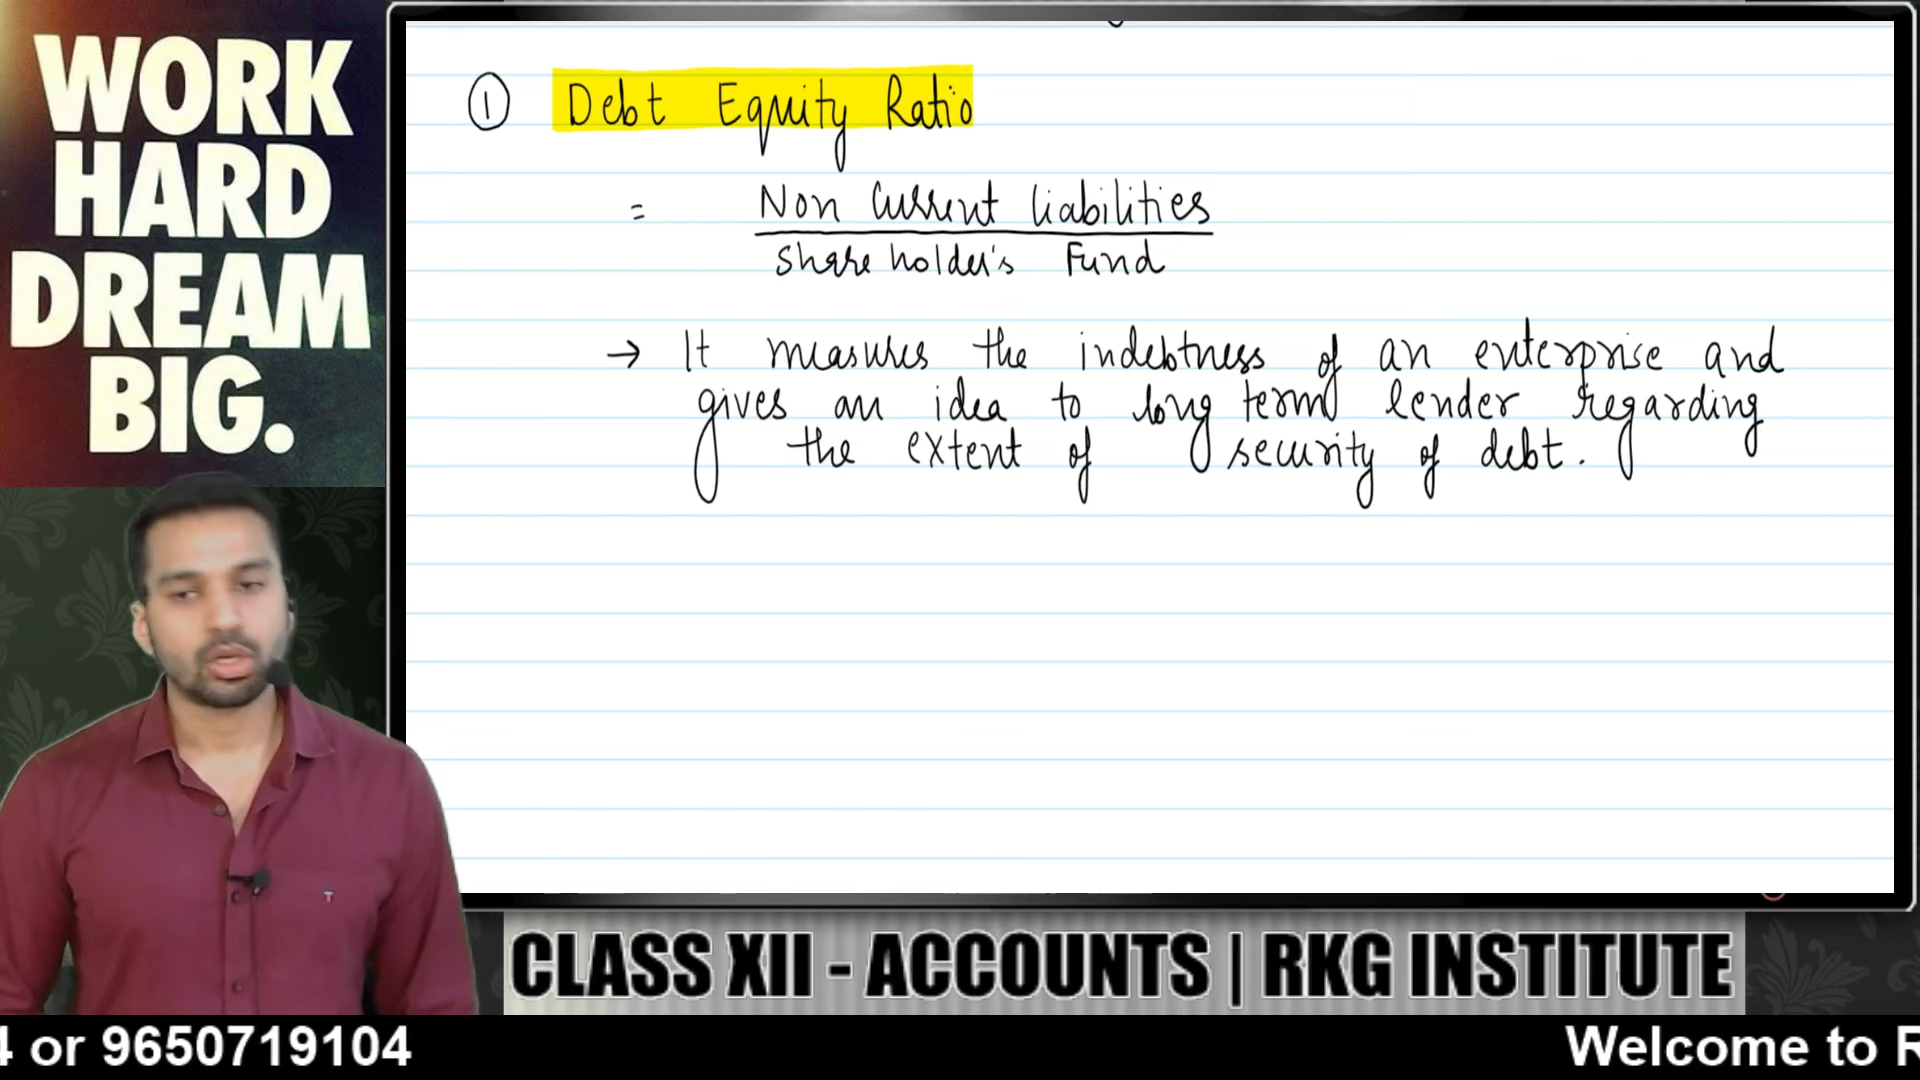 WORK
HARD
DREAM
BIG.
① Debt Equity Ratio
= Non Current liabilities
Share holder's Fund
→ It measures the indebtness of an enterprise and
gives an idea to long term lender regarding
the extent of security of debt.
T
CLASS XII - ACCOUNTS | RKG INSTITUTE
4 or 9650719104
Welcome to R